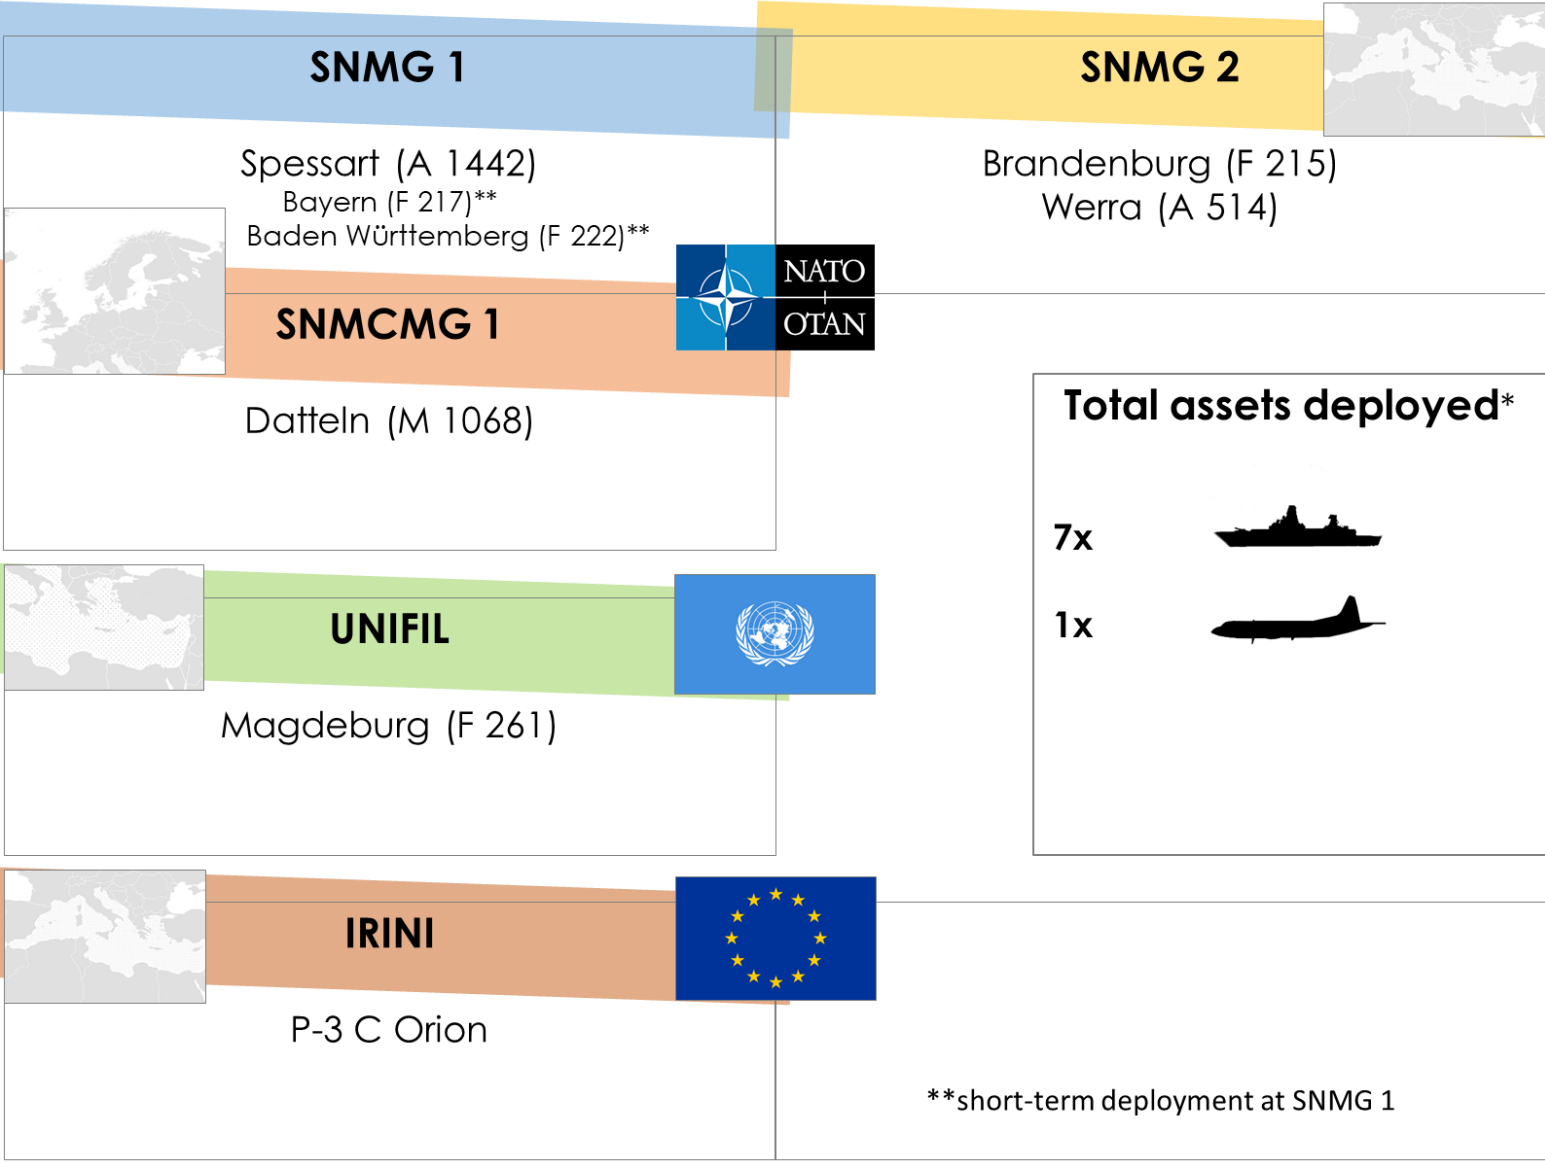 SNMG 1
Spessart (A 1442)
Bayern (F 217)**
Baden Württemberg (F 222)**
SNMG 2
Brandenburg (F 215)
Werra (A 514)
NATO
OTAN
SNMCMG 1
Datteln (M 1068)
Total assets deployed*
7x
1x
UNIFIL
Magdeburg (F 261)
IRINI
P-3 C Orion
**short-term deployment at SNMG 1